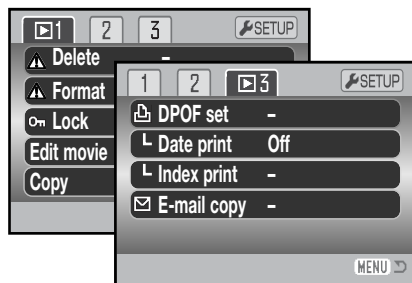 1 2 3 SETUP
Delete –
Format
Lock
Edit movie
Copy
1 2 3 SETUP
DPOF set –
Date print Off
Index print –
E-mail copy –
MENU